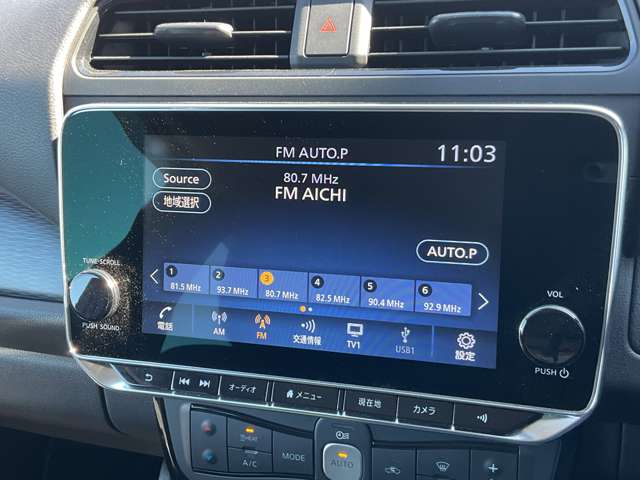 FM AUTO.P 11:03
Source
80.7 MHz
FM AICHI
地域選択
AUTO.P
1 2 3 4 5 6
81.5 MHz 93.7 MHz 80.7 MHz 82.5 MHz 90.4 MHz 92.9 MHz
電話 AM FM 交通情報 TV1 USB1 設定
TUNE·SCROLL
PUSH SOUND
VOL
PUSH
オーディオ メニュー 現在地 カメラ
HEAT
A/C
MODE
AUTO